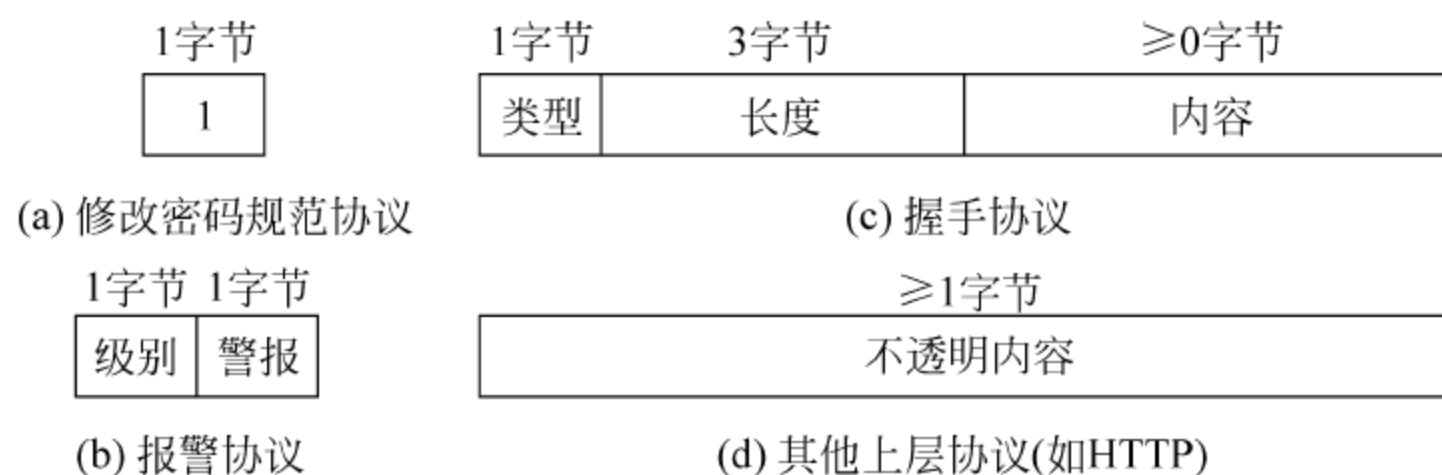 1字节
1
(a) 修改密码规范协议
1字节 3字节 ≥0字节
类型 长度 内容
(c) 握手协议
1字节 1字节
级别 警报
(b) 报警协议
≥1字节
不透明内容
(d) 其他上层协议(如HTTP)